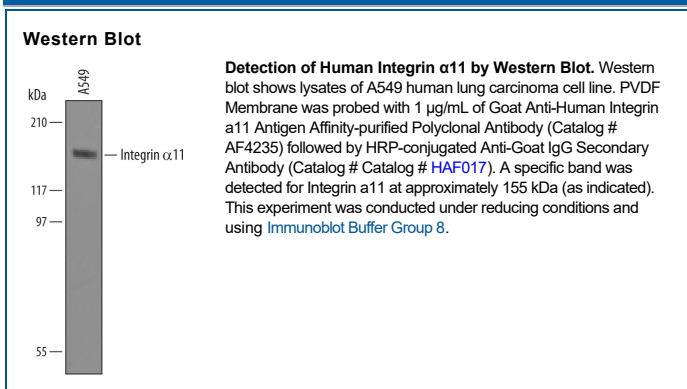 Western Blot
A549
kDa
210
Integrin α11
117
97
55
Detection of Human Integrin α11 by Western Blot. Western
blot shows lysates of A549 human lung carcinoma cell line. PVDF
Membrane was probed with 1 µg/mL of Goat Anti-Human Integrin
a11 Antigen Affinity-purified Polyclonal Antibody (Catalog #
AF4235) followed by HRP-conjugated Anti-Goat IgG Secondary
Antibody (Catalog # Catalog # HAF017). A specific band was
detected for Integrin a11 at approximately 155 kDa (as indicated).
This experiment was conducted under reducing conditions and
using Immunoblot Buffer Group 8.